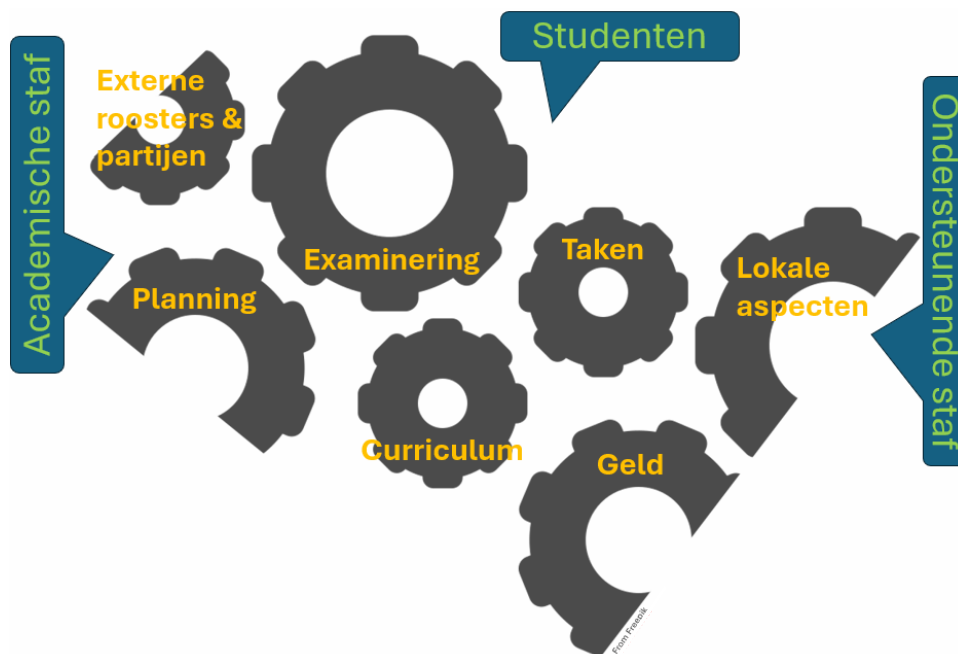 Studenten
Academische staf
Externe
roosters &
partijen
Ondersteunende staf
Examinering
Taken
Planning
Lokale
aspecten
Curriculum
Geld
From Freepik